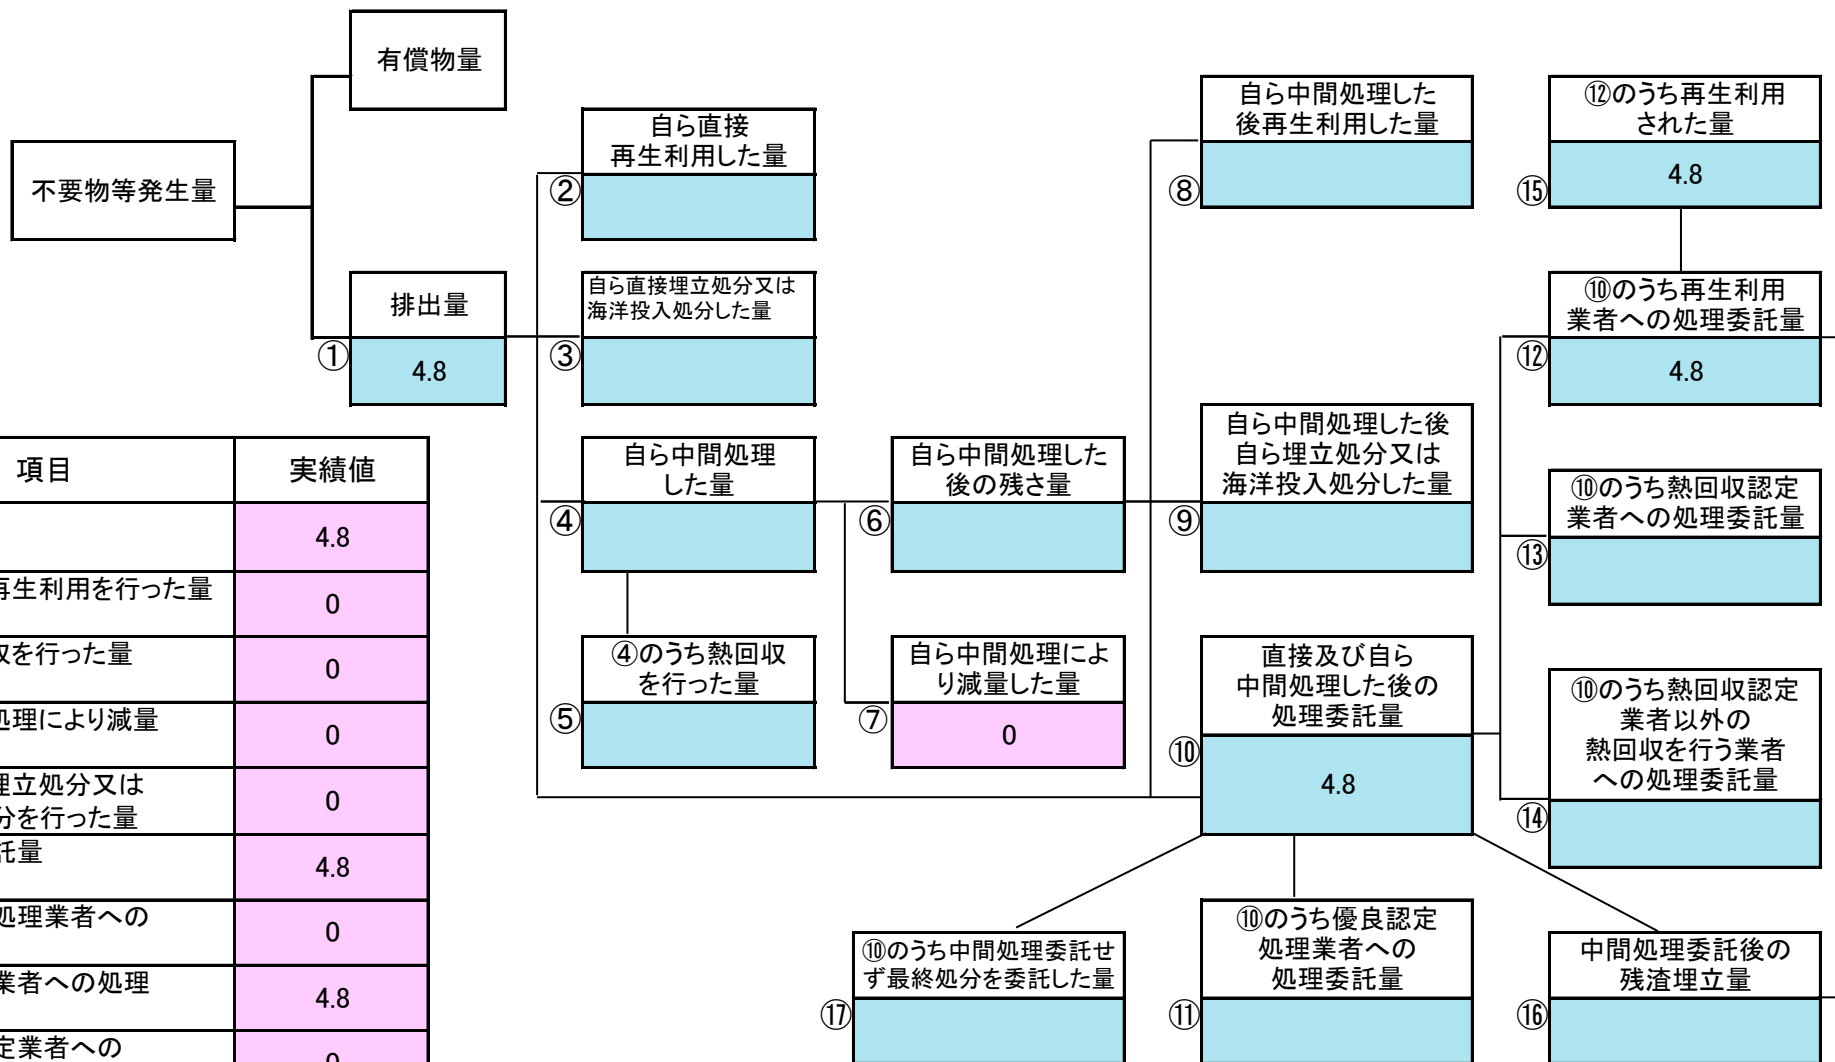 有償物量
不要物等発生量
排出量
①
4.8
自ら直接
再生利用した量
②
自ら直接埋立処分又は
海洋投入処分した量
③
自ら中間処理
した量
④
④のうち熱回収
を行った量
⑤
自ら中間処理した
後の残さ量
⑥
自ら中間処理によ
り減量した量
⑦
0
自ら中間処理した
後再生利用した量
⑧
自ら中間処理した後
自ら埋立処分又は
海洋投入処分した量
⑨
直接及び自ら
中間処理した後の
処理委託量
⑩
4.8
⑩のうち優良認定
処理業者への
処理委託量
⑪
⑫のうち再生利用
された量
⑮
4.8
⑩のうち再生利用
業者への処理委託量
⑫
4.8
⑩のうち熱回収認定
業者への処理委託量
⑬
⑩のうち熱回収認定
業者以外の
熱回収を行う業者
への処理委託量
⑭
中間処理委託後の
残渣埋立量
⑯
⑩のうち中間処理委託せ
ず最終処分を委託した量
⑰
項目
実績値
4.8
再生利用を行った量
0
を行った量
0
処理により減量
0
埋立処分又は
を行った量
0
託量
4.8
処理業者への
0
業者への処理
4.8
定業者への
0